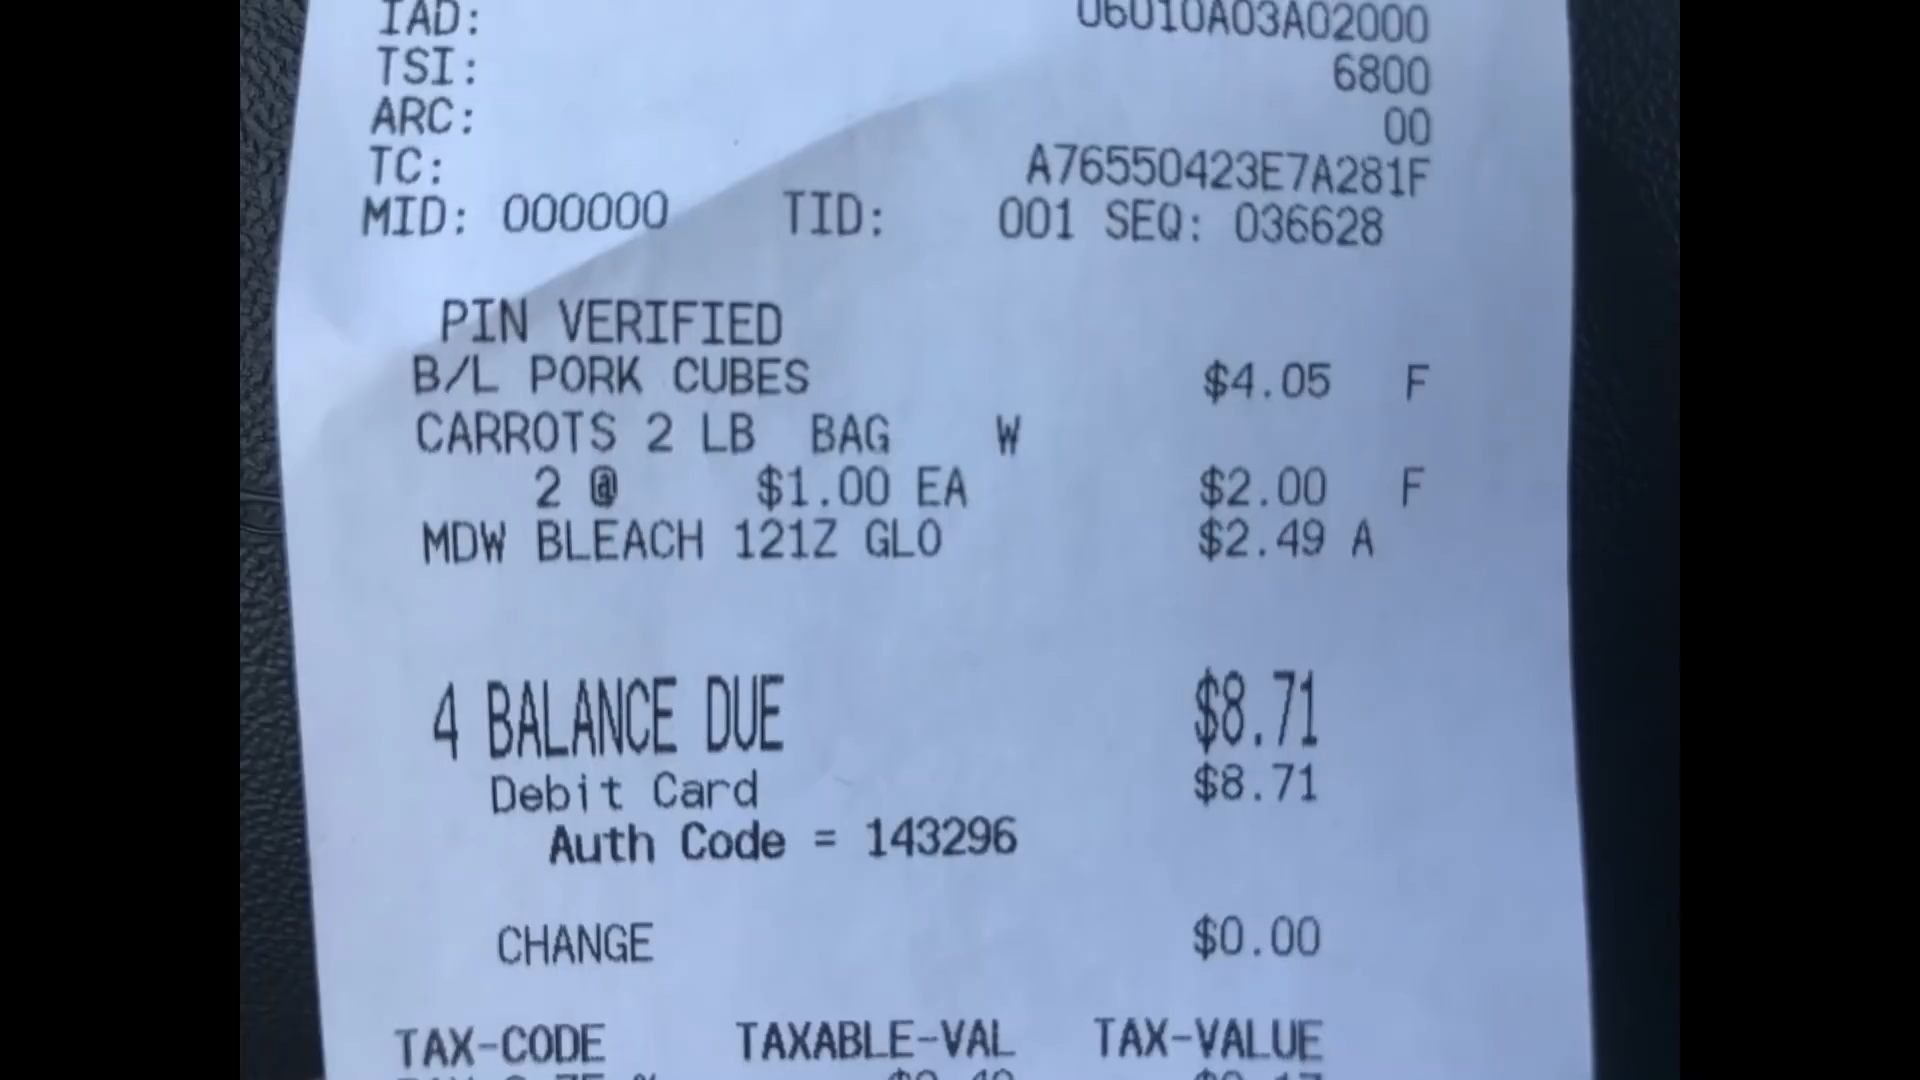 IAD: 06010A03A02000
TSI: 6800
ARC: 00
TC: A76550423E7A281F
MID: 000000 TID: 001 SEQ: 036628
PIN VERIFIED
B/L PORK CUBES $4.05 F
CARROTS 2 LB BAG W
2 @ $1.00 EA $2.00 F
MDW BLEACH 121Z GLO $2.49 A
4 BALANCE DUE $8.71
Debit Card $8.71
Auth Code = 143296
CHANGE $0.00
TAX-CODE TAXABLE-VAL TAX-VALUE